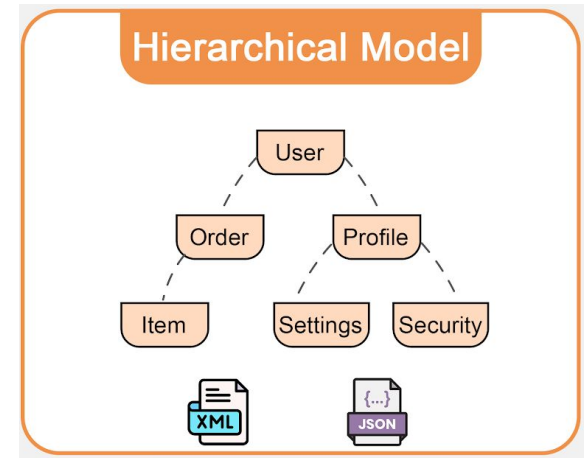 Hierarchical Model
User
Order Profile
Item Settings Security
XML {...}
JSON